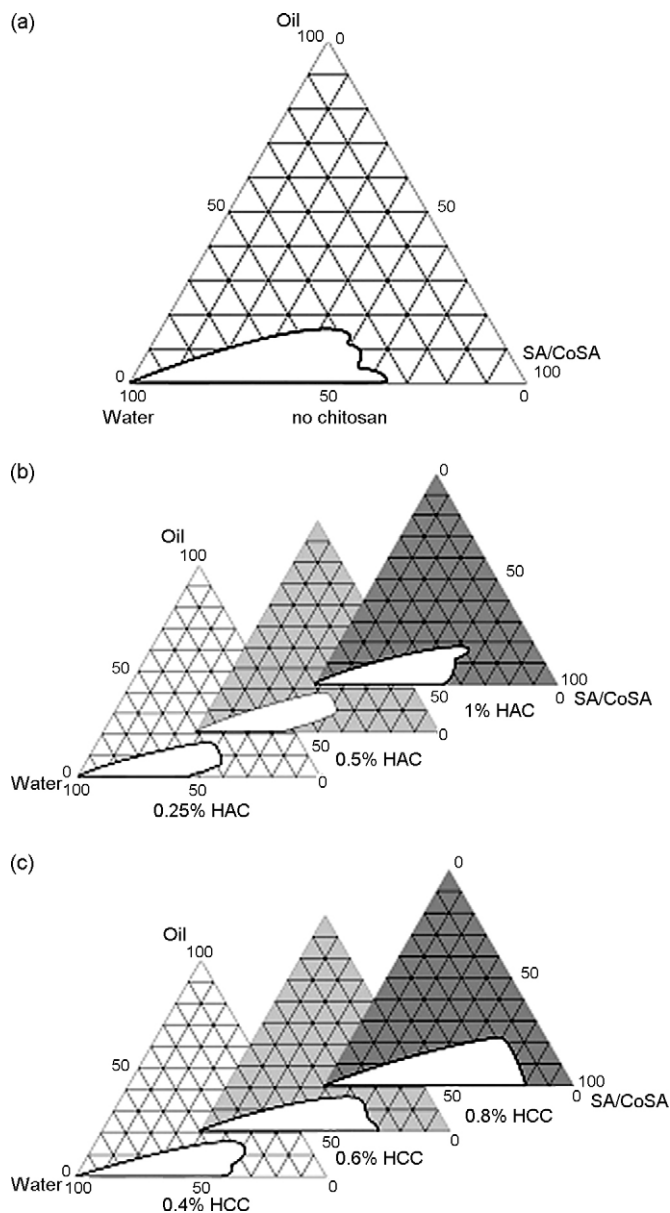 (a)
Oil
100 0
50 50
SA/CoSA
0 100
100 50 0
Water no chitosan
(b)
0
Oil
100
50
50
100
50 0 SA/CoSA
1% HAC
50 0
0.5% HAC
0
Water 100 50 0
0.25% HAC
(c)
0
Oil
100
50
50
100
50 0 SA/CoSA
0.8% HCC
50 0
0.6% HCC
0
Water 100 50 0
0.4% HCC